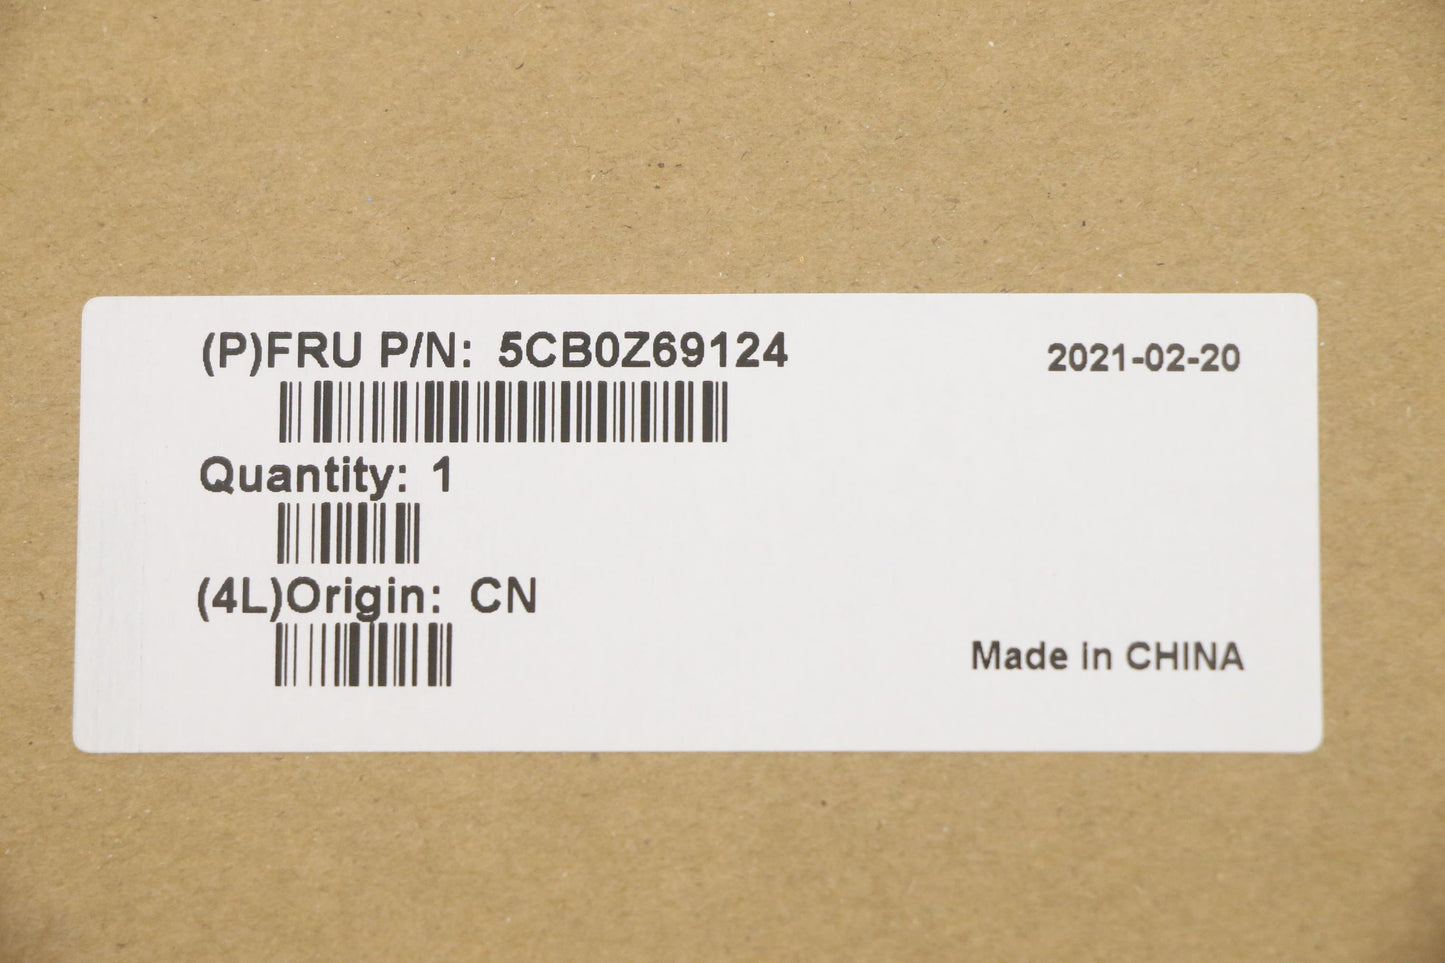 (P)FRU P/N: 5CB0Z69124
2021-02-20
Quantity: 1
(4L)Origin: CN
Made in CHINA